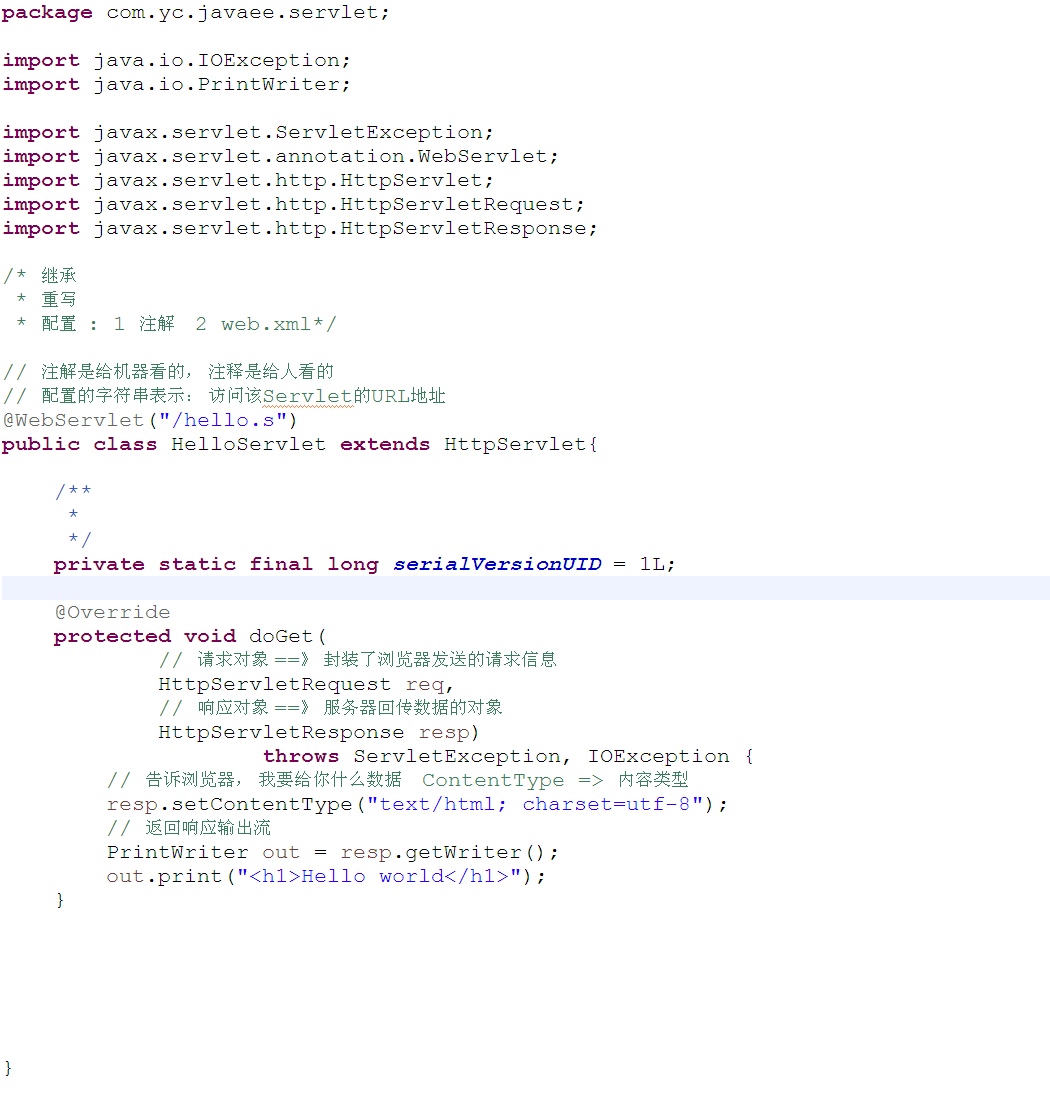 package com.yc.javaee.servlet;
import java.io.IOException;
import java.io.PrintWriter;
import javax.servlet.ServletException;
import javax.servlet.annotation.WebServlet;
import javax.servlet.http.HttpServlet;
import javax.servlet.http.HttpServletRequest;
import javax.servlet.http.HttpServletResponse;
/* 继承
 * 重写
 * 配置 : 1 注解  2 web.xml*/
// 注解是给机器看的， 注释是给人看的
// 配置的字符串表示： 访问该Servlet的URL地址
@WebServlet("/hello.s")
public class HelloServlet extends HttpServlet{
    /**
     *
     */
    private static final long serialVersionUID = 1L;
    @Override
    protected void doGet(
            // 请求对象 ==》 封装了浏览器发送的请求信息
            HttpServletRequest req,
            // 响应对象 ==》 服务器回传数据的对象
            HttpServletResponse resp)
                    throws ServletException, IOException {
        // 告诉浏览器， 我要给你什么数据  ContentType => 内容类型
        resp.setContentType("text/html; charset=utf-8");
        // 返回响应输出流
        PrintWriter out = resp.getWriter();
        out.print("<h1>Hello world</h1>");
    }
}